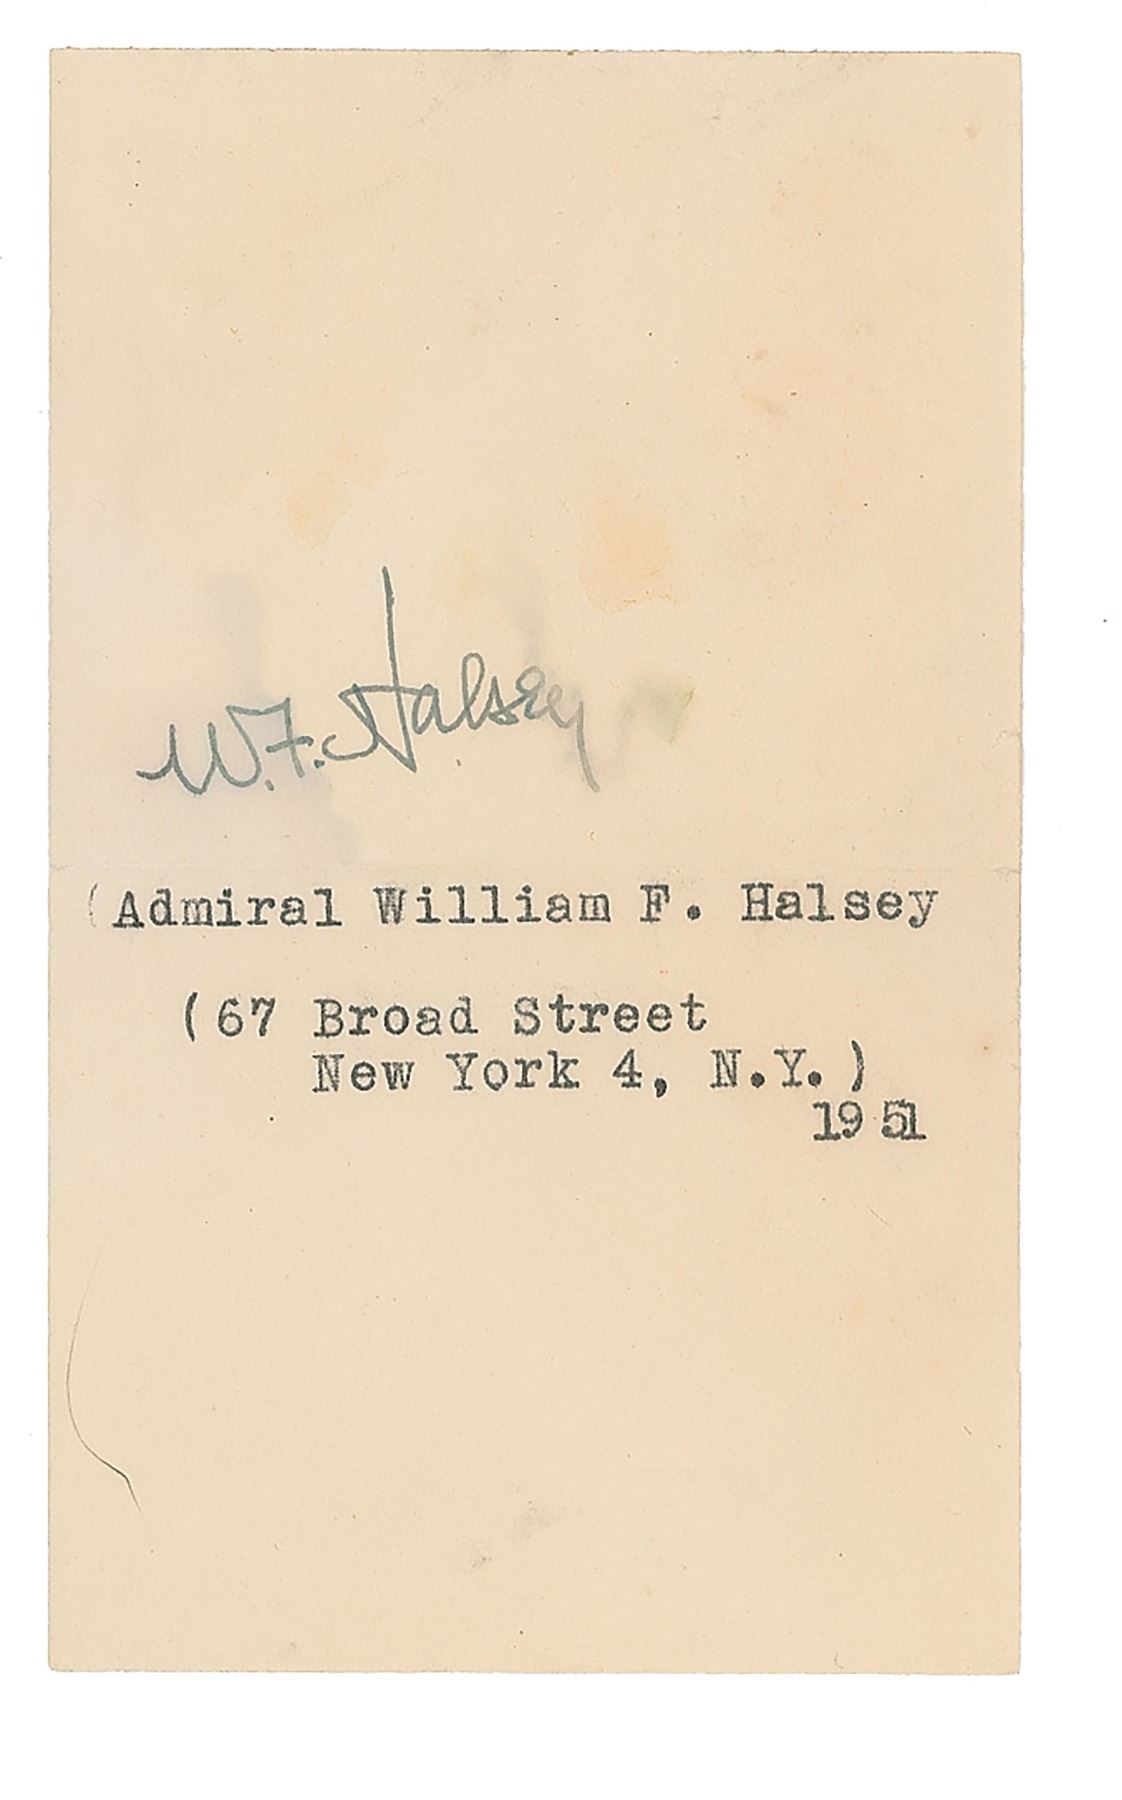 W.F. Halsey
(Admiral William F. Halsey
(67 Broad Street
New York 4, N.Y.)
1951